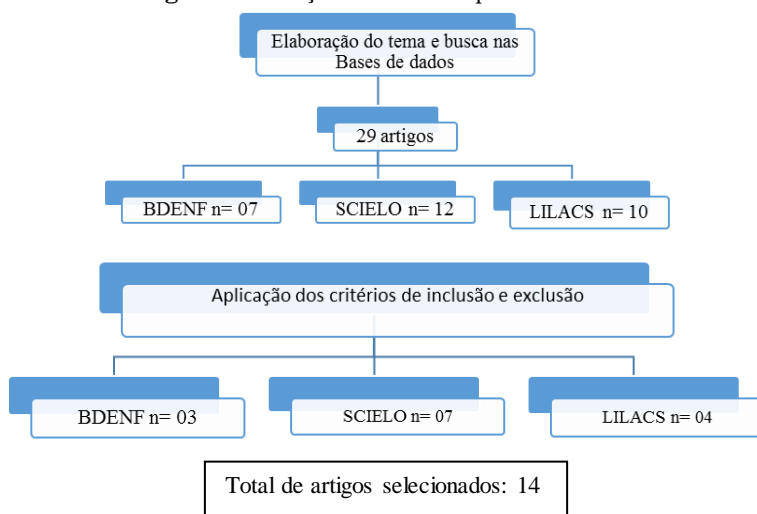 Elaboração do tema e busca nas
Bases de dados
29 artigos
BDENF n= 07
SCIELO n= 12
LILACS n= 10
Aplicação dos critérios de inclusão e exclusão
BDENF n= 03
SCIELO n= 07
LILACS n= 04
Total de artigos selecionados: 14